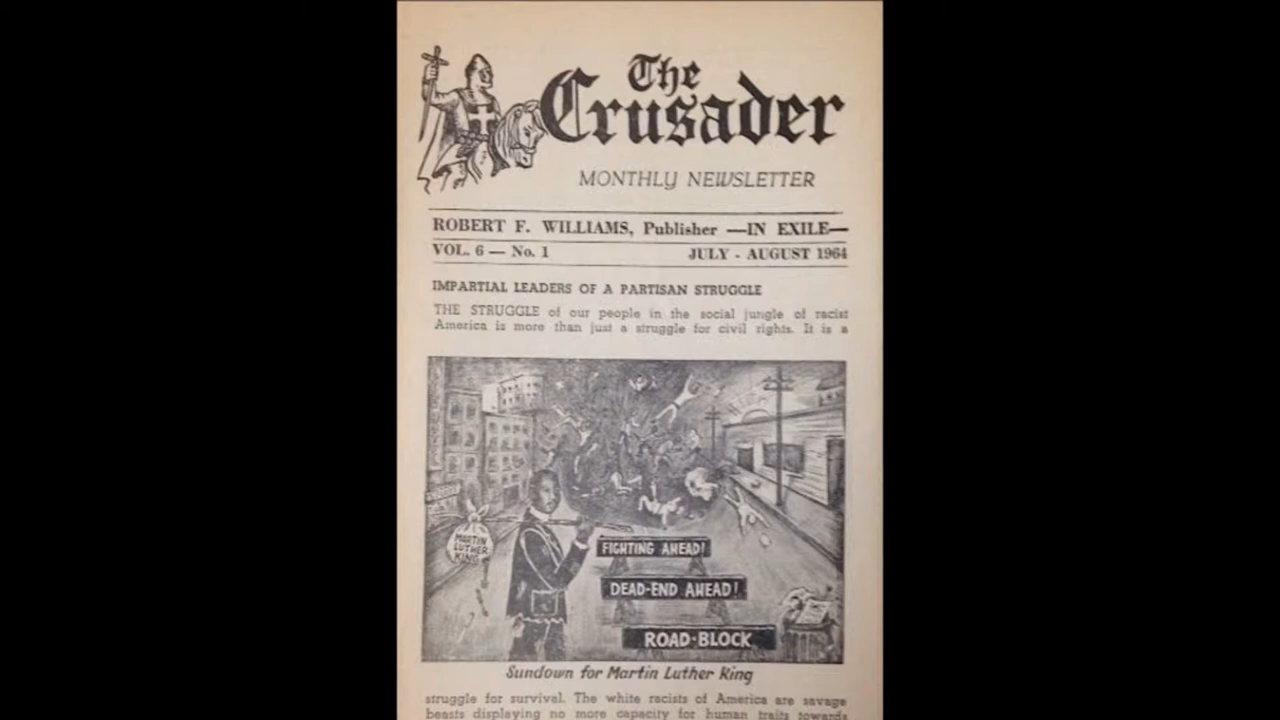 The
Crusader
MONTHLY NEWSLETTER
ROBERT F. WILLIAMS, Publisher —IN EXILE—
VOL. 6 — No. 1 JULY - AUGUST 1964
IMPARTIAL LEADERS OF A PARTISAN STRUGGLE
THE STRUGGLE of our people in the social jungle of racist
America is more than just a struggle for civil rights. It is a
MARTIN
LUTHER
KING
FIGHTING AHEAD!
DEAD-END AHEAD!
ROAD-BLOCK
Sundown for Martin Luther King
struggle for survival. The white racists of America are savage
beasts displaying no more capacity for human traits towards